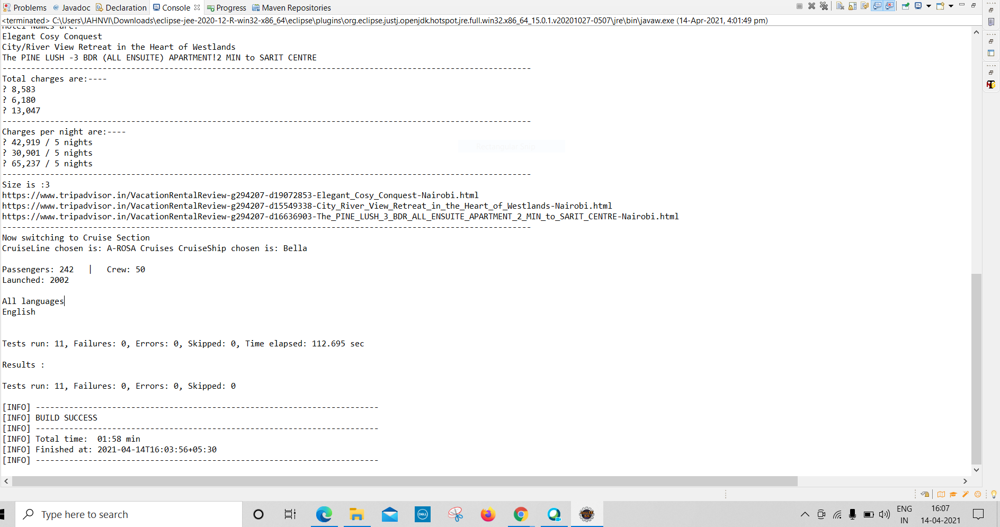 Problems @ Javadoc Declaration Console Progress Maven Repositories
<terminated> C:\Users\JAHNVI\Downloads\eclipse-jee-2020-12-R-win32-x86_64\eclipse\plugins\org.eclipse.justj.openjdk.hotspot.jre.full.win32.x86_64_15.0.1.v20201027-0507\jre\bin\javaw.exe (14-Apr-2021, 4:01:49 pm)
Hotel Names are:
Elegant Cosy Conquest
City/River View Retreat in the Heart of Westlands
The PINE LUSH -3 BDR (ALL ENSUITE) APARTMENT!2 MIN to SARIT CENTRE
---------------------------------------------------------------------------------------------------------------
Total charges are:----
? 8,583
? 6,180
? 13,047
---------------------------------------------------------------------------------------------------------------
Charges per night are:----
? 42,919 / 5 nights
Rectangular Snip
? 30,901 / 5 nights
? 65,237 / 5 nights
---------------------------------------------------------------------------------------------------------------
Size is :3
https://www.tripadvisor.in/VacationRentalReview-g294207-d19072853-Elegant_Cosy_Conquest-Nairobi.html
https://www.tripadvisor.in/VacationRentalReview-g294207-d15549338-City_River_View_Retreat_in_the_Heart_of_Westlands-Nairobi.html
https://www.tripadvisor.in/VacationRentalReview-g294207-d16636903-The_PINE_LUSH_3_BDR_ALL_ENSUITE_APARTMENT_2_MIN_to_SARIT_CENTRE-Nairobi.html
---------------------------------------------------------------------------------------------------------------
Now switching to Cruise Section
CruiseLine chosen is: A-ROSA Cruises CruiseShip chosen is: Bella
Passengers: 242   |   Crew: 50
Launched: 2002
All languages
English
Tests run: 11, Failures: 0, Errors: 0, Skipped: 0, Time elapsed: 112.695 sec
Results :
Tests run: 11, Failures: 0, Errors: 0, Skipped: 0
[INFO] ------------------------------------------------------------------------
[INFO] BUILD SUCCESS
[INFO] ------------------------------------------------------------------------
[INFO] Total time:  01:58 min
[INFO] Finished at: 2021-04-14T16:03:56+05:30
[INFO] ------------------------------------------------------------------------
Type here to search
DELL
Java EE
IDE
ENG
IN
16:07
14-04-2021